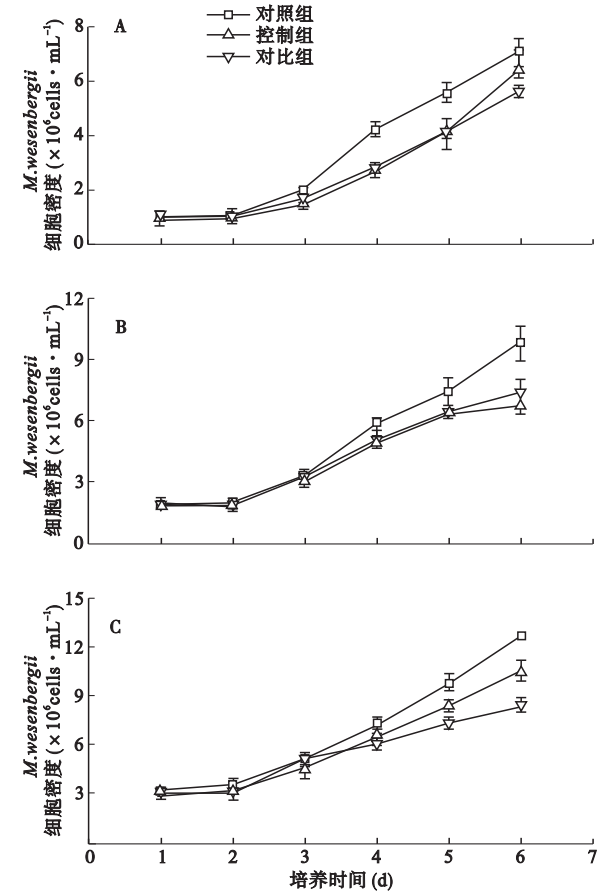 A
对照组
控制组
对比组
M.wesenbergii
细胞密度 (×10⁶cells·mL⁻¹)
8
6
4
2
0
B
M.wesenbergii
细胞密度 (×10⁶cells·mL⁻¹)
12
9
6
3
0
C
M.wesenbergii
细胞密度 (×10⁶cells·mL⁻¹)
15
12
9
6
3
0 1 2 3 4 5 6 7
培养时间 (d)